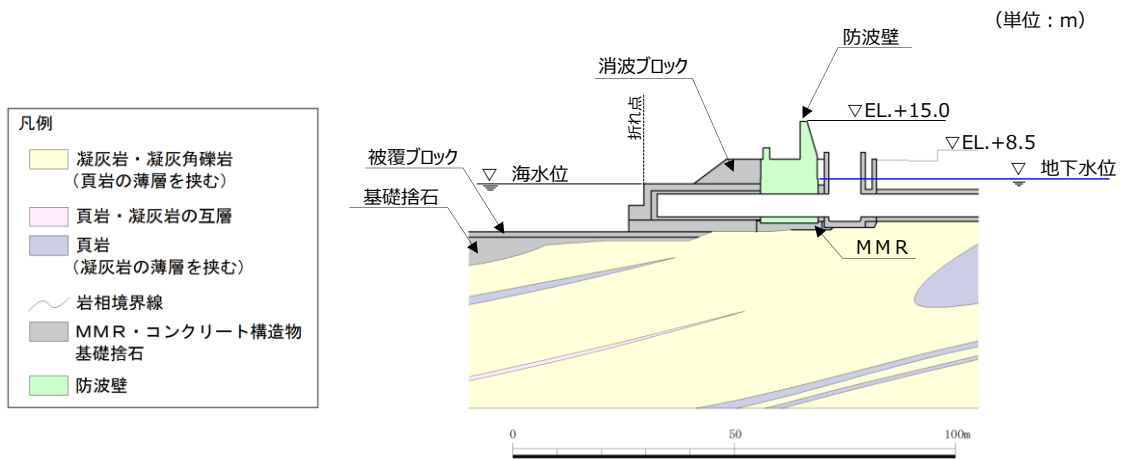 (単位：m)
防波壁
消波ブロック
▽EL.+15.0
折れ点
▽EL.+8.5
被覆ブロック
▽ 海水位
▽ 地下水位
基礎捨石
MMR
凡例
凝灰岩・凝灰角礫岩
(頁岩の薄層を挟む)
頁岩・凝灰岩の互層
頁岩
(凝灰岩の薄層を挟む)
岩相境界線
MMR・コンクリート構造物
基礎捨石
防波壁
0 50 100m